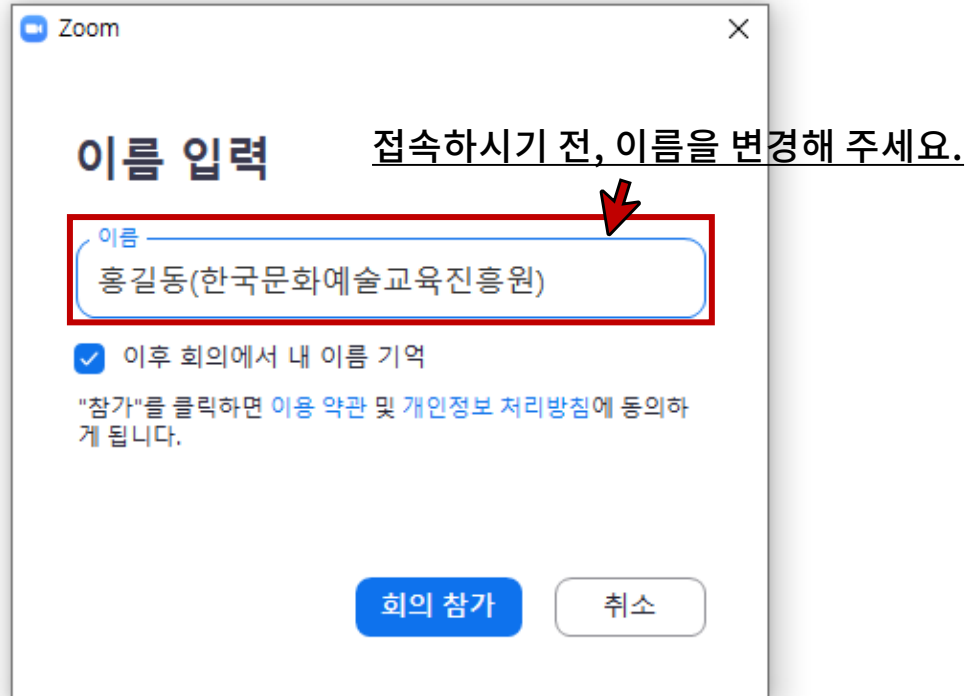 Zoom
접속하시기 전, 이름을 변경해 주세요.
이름 입력
이름
홍길동(한국문화예술교육진흥원)
이후 회의에서 내 이름 기억
"참가"를 클릭하면 이용 약관 및 개인정보 처리방침에 동의하
게 됩니다.
회의 참가
취소